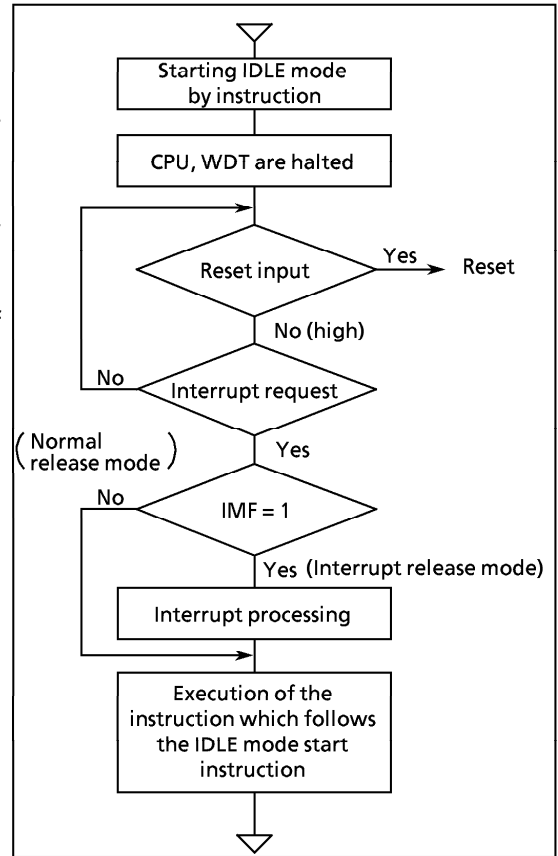 Starting IDLE mode
by instruction
CPU, WDT are halted
Reset input
Yes
Reset
No (high)
Interrupt request
No
Yes
(Normal
release mode)
IMF = 1
No
Yes (Interrupt release mode)
Interrupt processing
Execution of the
instruction which follows
the IDLE mode start
instruction